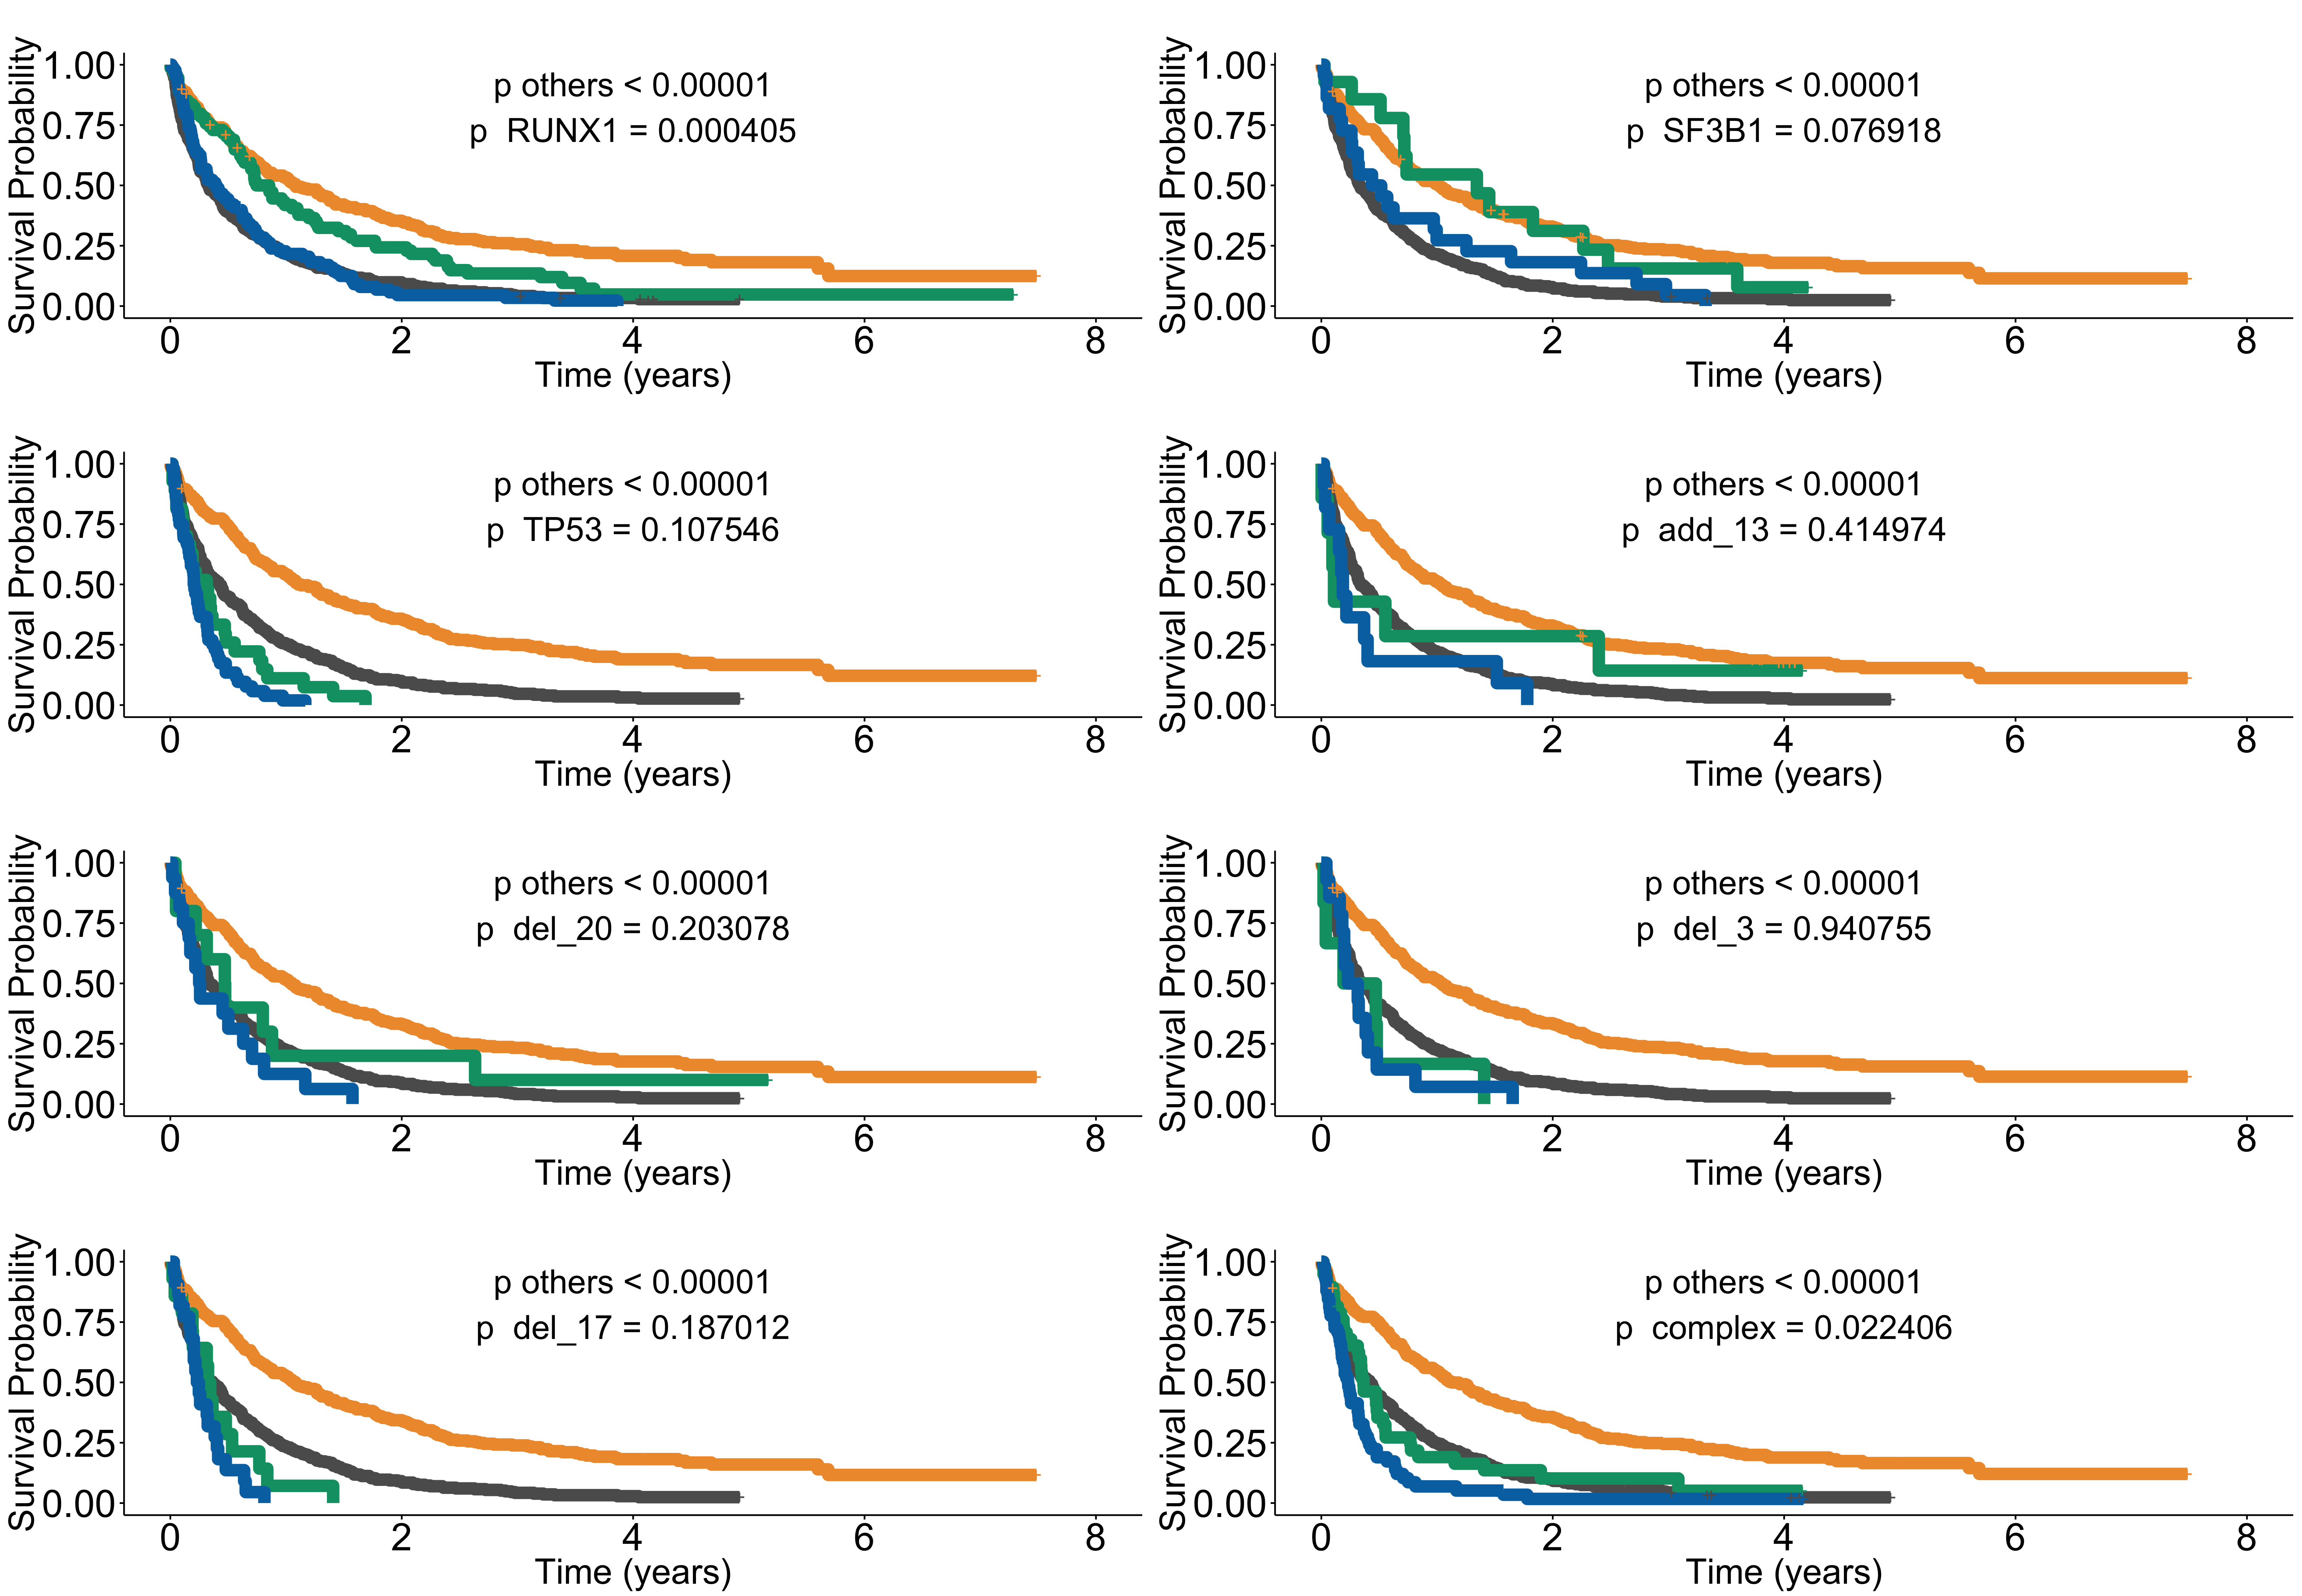 Survival Probability
1.00
0.75
0.50
0.25
0.00
p others < 0.00001
p RUNX1 = 0.000405
0 2 4 6 8
Time (years)
Survival Probability
1.00
0.75
0.50
0.25
0.00
p others < 0.00001
p SF3B1 = 0.076918
0 2 4 6 8
Time (years)
Survival Probability
1.00
0.75
0.50
0.25
0.00
p others < 0.00001
p TP53 = 0.107546
0 2 4 6 8
Time (years)
Survival Probability
1.00
0.75
0.50
0.25
0.00
p others < 0.00001
p add_13 = 0.414974
0 2 4 6 8
Time (years)
Survival Probability
1.00
0.75
0.50
0.25
0.00
p others < 0.00001
p del_20 = 0.203078
0 2 4 6 8
Time (years)
Survival Probability
1.00
0.75
0.50
0.25
0.00
p others < 0.00001
p del_3 = 0.940755
0 2 4 6 8
Time (years)
Survival Probability
1.00
0.75
0.50
0.25
0.00
p others < 0.00001
p del_17 = 0.187012
0 2 4 6 8
Time (years)
Survival Probability
1.00
0.75
0.50
0.25
0.00
p others < 0.00001
p complex = 0.022406
0 2 4 6 8
Time (years)